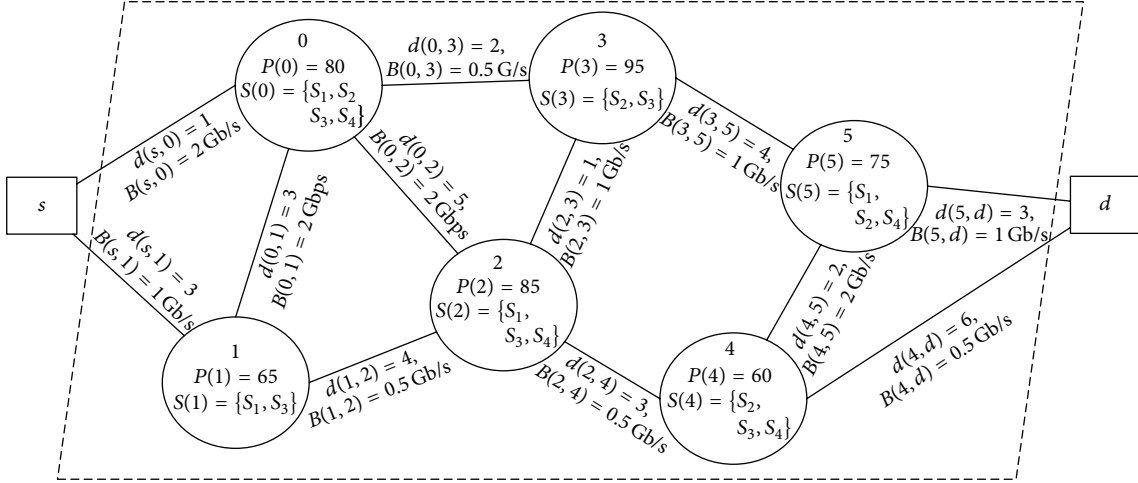 s
d(s, 0) = 1
B(s, 0) = 2 Gb/s
d(s, 1) = 3
B(s, 1) = 1 Gb/s
0
P(0) = 80
S(0) = {S₁, S₂
S₃, S₄}
d(0, 3) = 2,
B(0, 3) = 0.5 G/s
d(0, 1) = 3
B(0, 1) = 2 Gbps
d(0, 2) = 5,
B(0, 2) = 2 Gbps
1
P(1) = 65
S(1) = {S₁, S₃}
d(1, 2) = 4,
B(1, 2) = 0.5 Gb/s
3
P(3) = 95
S(3) = {S₂, S₃}
d(2, 3) = 1,
B(2, 3) = 1 Gb/s
d(3, 5) = 4,
B(3, 5) = 1 Gb/s
2
P(2) = 85
S(2) = {S₁,
S₃, S₄}
d(2, 4) = 3,
B(2, 4) = 0.5 Gb/s
5
P(5) = 75
S(5) = {S₁,
S₂, S₄}
d(5, d) = 3,
B(5, d) = 1 Gb/s
4
P(4) = 60
S(4) = {S₂,
S₃, S₄}
d(4, 5) = 2,
B(4, 5) = 2 Gb/s
d(4, d) = 6,
B(4, d) = 0.5 Gb/s
d